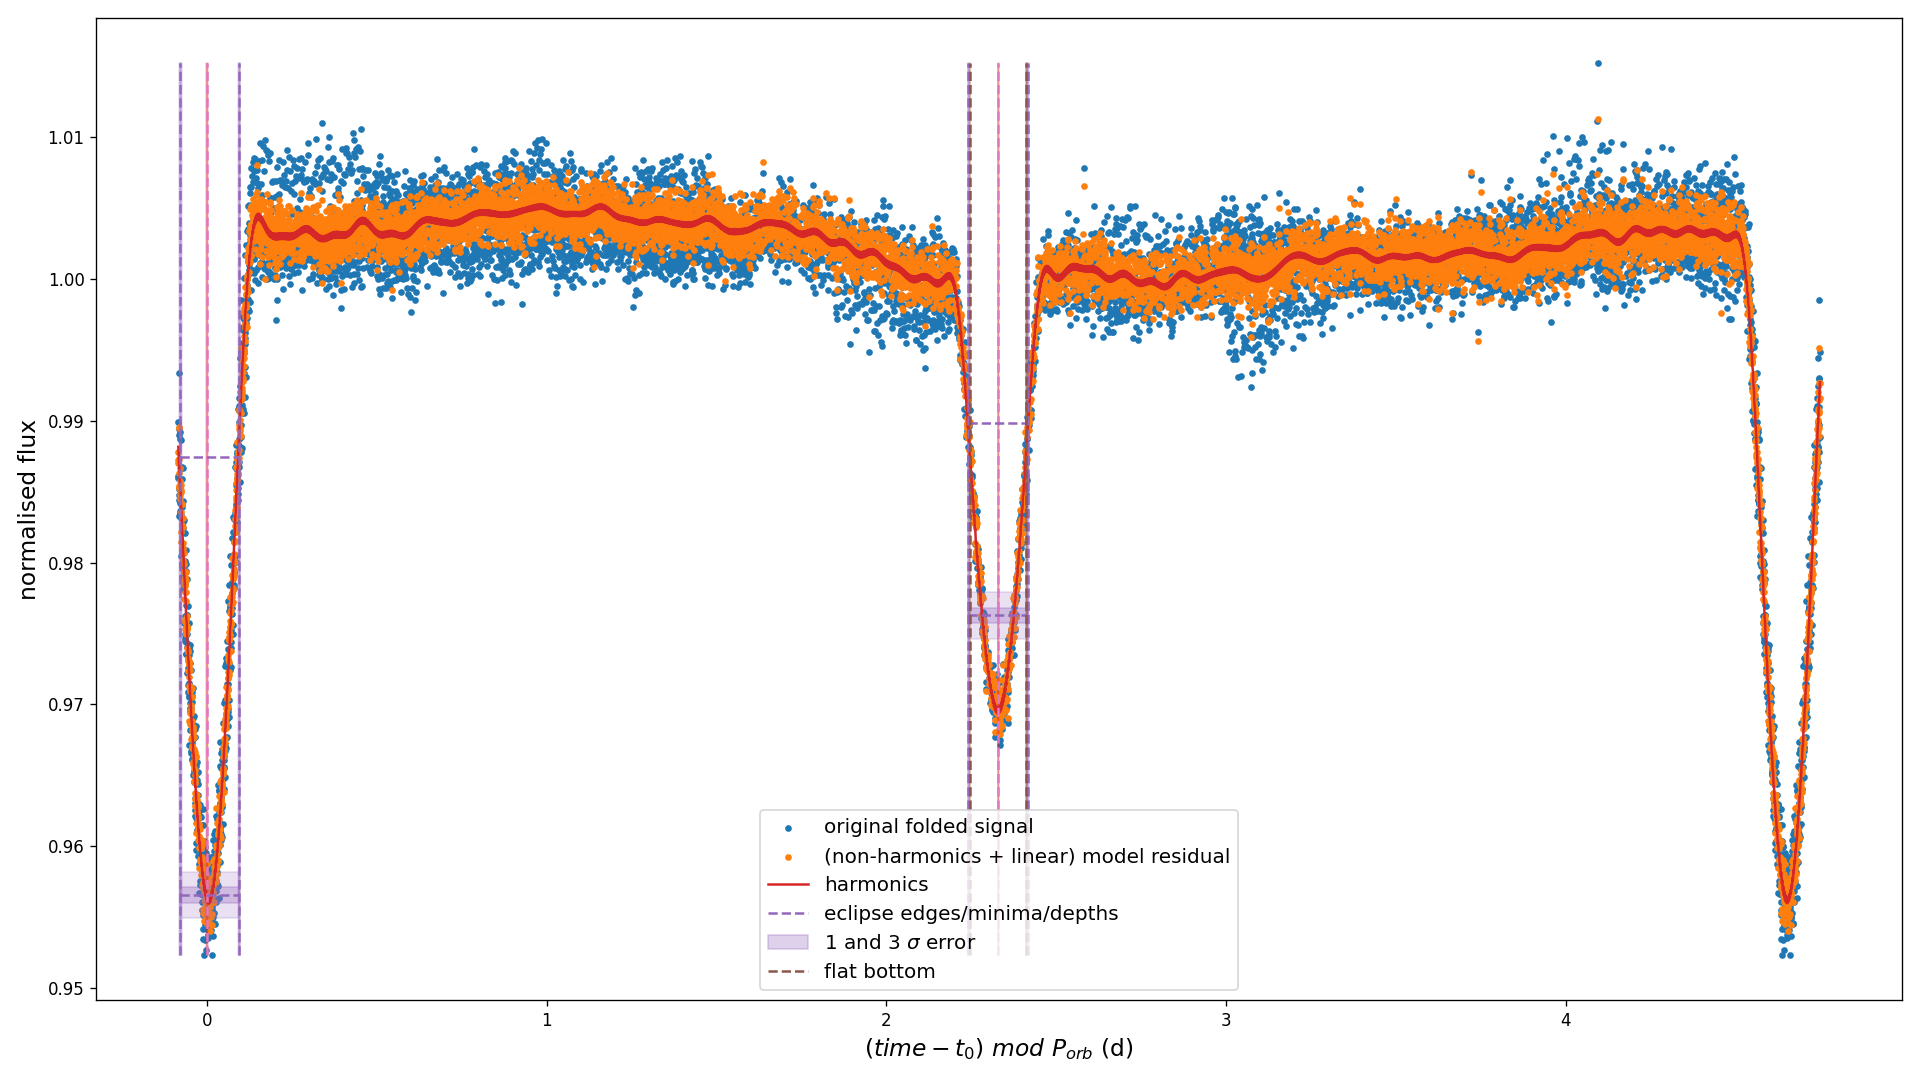 normalised flux
1.01
1.00
0.99
0.98
0.97
0.96
0.95
original folded signal
(non-harmonics + linear) model residual
harmonics
eclipse edges/minima/depths
1 and 3 σ error
flat bottom
0 1 2 3 4
(time − t₀) mod Pₒᵣb (d)